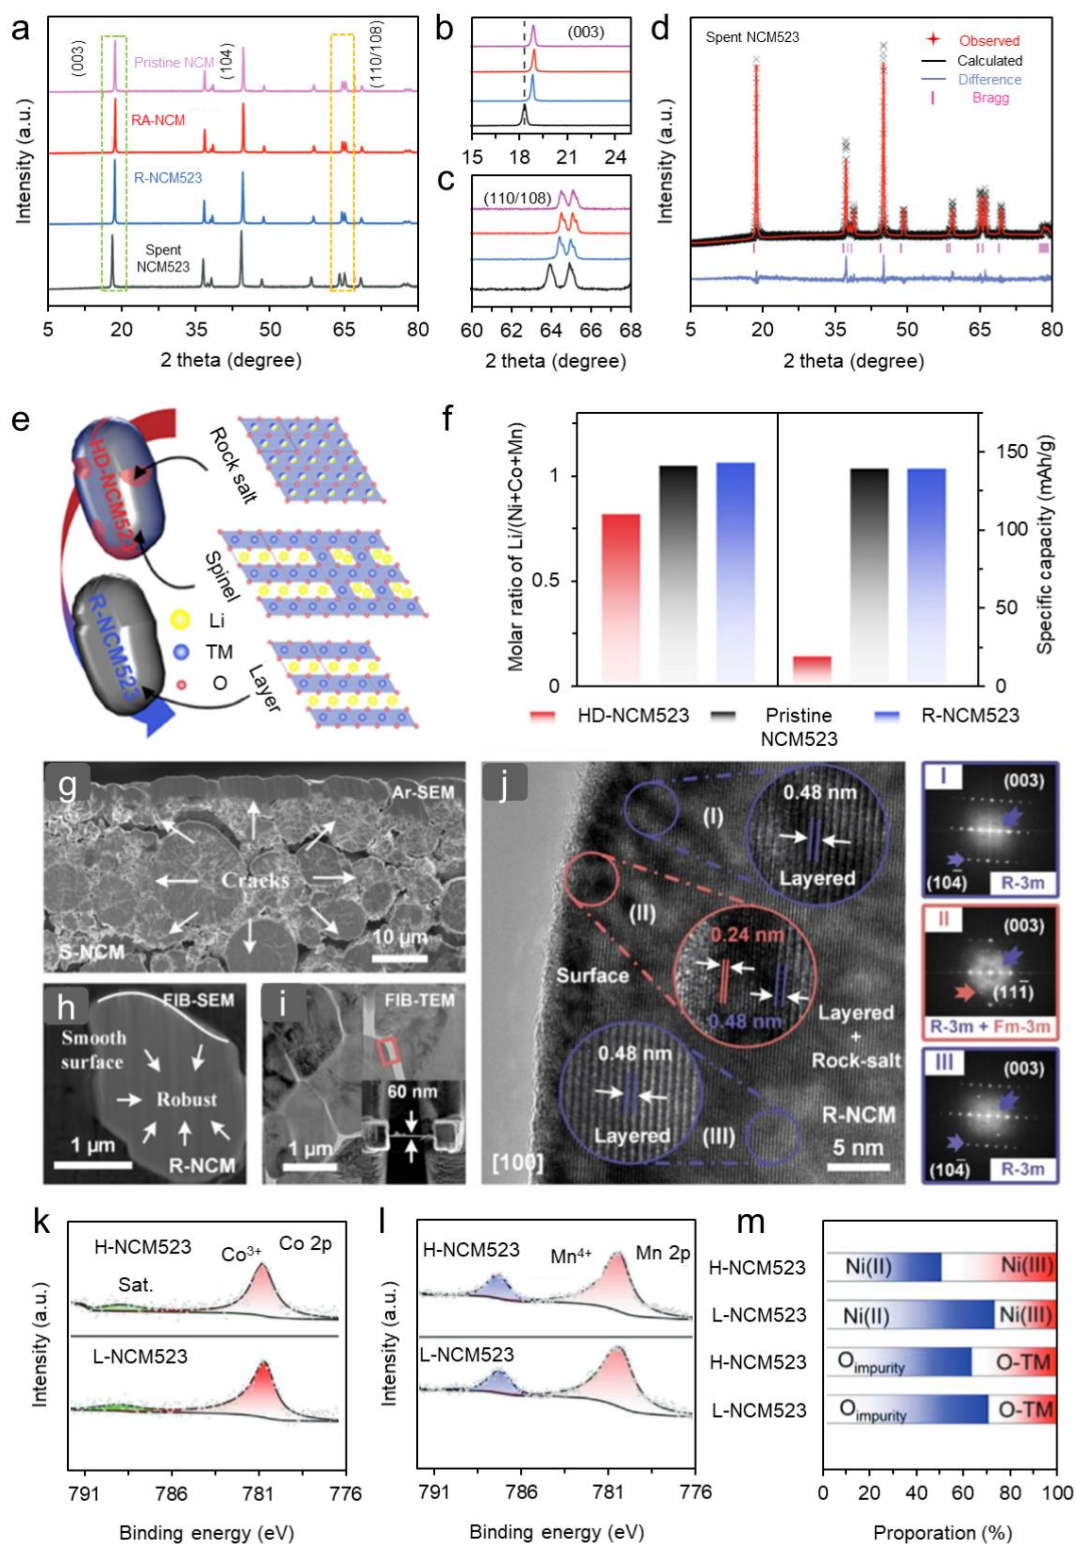 a
(003)
(104)
(110/108)
Pristine NCM
RA-NCM
R-NCM523
Spent
NCM523
Intensity (a.u.)
5 20 35 45 65 80
2 theta (degree)
b
(003)
15 18 21 24
c
(110/108)
60 62 64 66 68
2 theta (degree)
d
Spent NCM523
Observed
Calculated
Difference
Bragg
Intensity (a.u.)
5 20 35 45 65 80
2 theta (degree)
e
HD-NCM523
R-NCM523
Rock salt
Spinel
Layer
Li
TM
O
f
Molar ratio of Li/(Ni+Co+Mn)
1
0.5
0
150
100
50
0
Specific capacity (mAh/g)
HD-NCM523
Pristine
NCM523
R-NCM523
g
Ar-SEM
Cracks
S-NCM
10 μm
h
FIB-SEM
Smooth
surface
Robust
R-NCM
1 μm
i
FIB-TEM
60 nm
1 μm
j
0.48 nm
(I)
Layered
(II)
0.24 nm
0.48 nm
Surface
Layered
+
Rock-salt
0.48 nm
Layered
(III)
R-NCM
5 nm
[100]
I
(003)
(104̄)
R-3m
II
(003)
(11̄1̄)
R-3m + Fm-3m
III
(003)
(104̄)
R-3m
k
H-NCM523
Co³⁺
Co 2p
Sat.
L-NCM523
Intensity (a.u.)
791 786 781 776
Binding energy (eV)
l
H-NCM523
Mn⁴⁺
Mn 2p
L-NCM523
Intensity (a.u.)
791 786 781 776
Binding energy (eV)
m
H-NCM523 Ni(II) Ni(III)
L-NCM523 Ni(II) Ni(III)
H-NCM523 Oimpurity O-TM
L-NCM523 Oimpurity O-TM
0 20 40 60 80 100
Proporation (%)